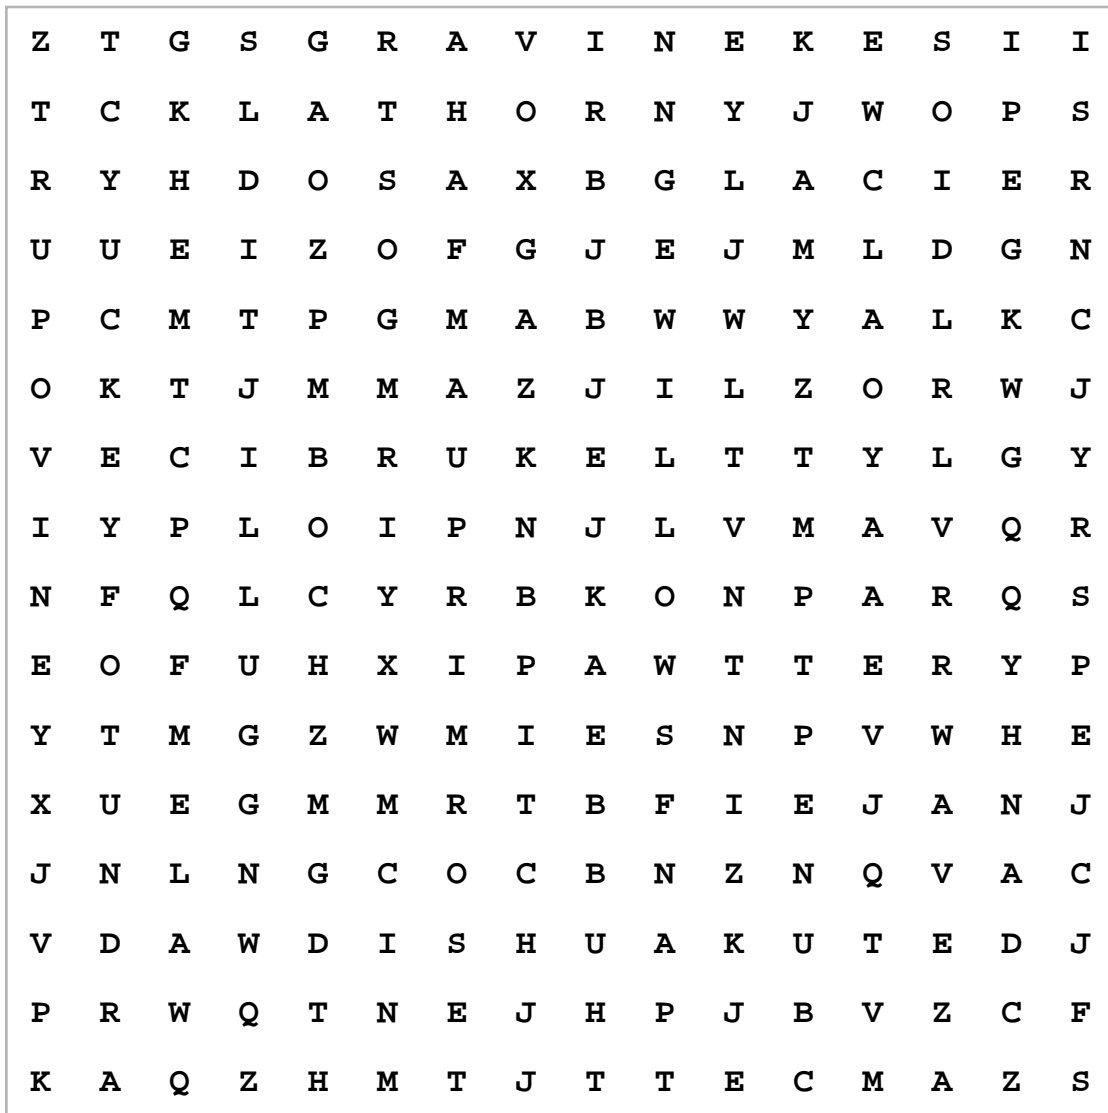 Z T G S G R A V I N E K E S I I
T C K L A T H O R N Y J W O P S
R Y H D O S A X B G L A C I E R
U U E I Z O F G J E J M L D G N
P C M T P G M A B W W Y A L K C
O K T J M M A Z J I L Z O R W J
V E C I B R U K E L T T Y L G Y
I Y P L O I P N J L V M A V Q R
N F Q L C Y R B K O N P A R Q S
E O F U H X I P A W T T E R Y P
Y T M G Z W M I E S N P V W H E
X U E G M M R T B F I E J A N J
J N L N G C O C B N Z N Q V A C
V D A W D I S H U A K U T E D J
P R W Q T N E J H P J B V Z C F
K A Q Z H M T J T T E C M A Z S